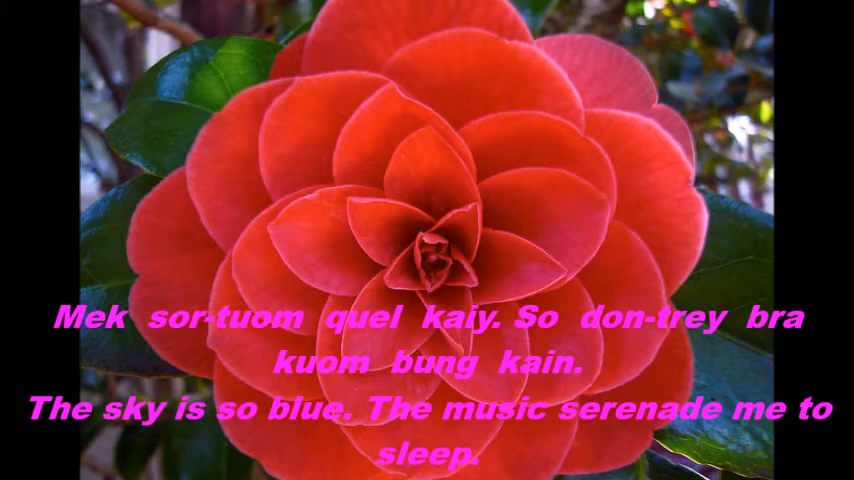 Mek sor-tuom quel kaiy. So don-trey bra
kuom bung kain.
The sky is so blue. The music serenade me to
sleep.